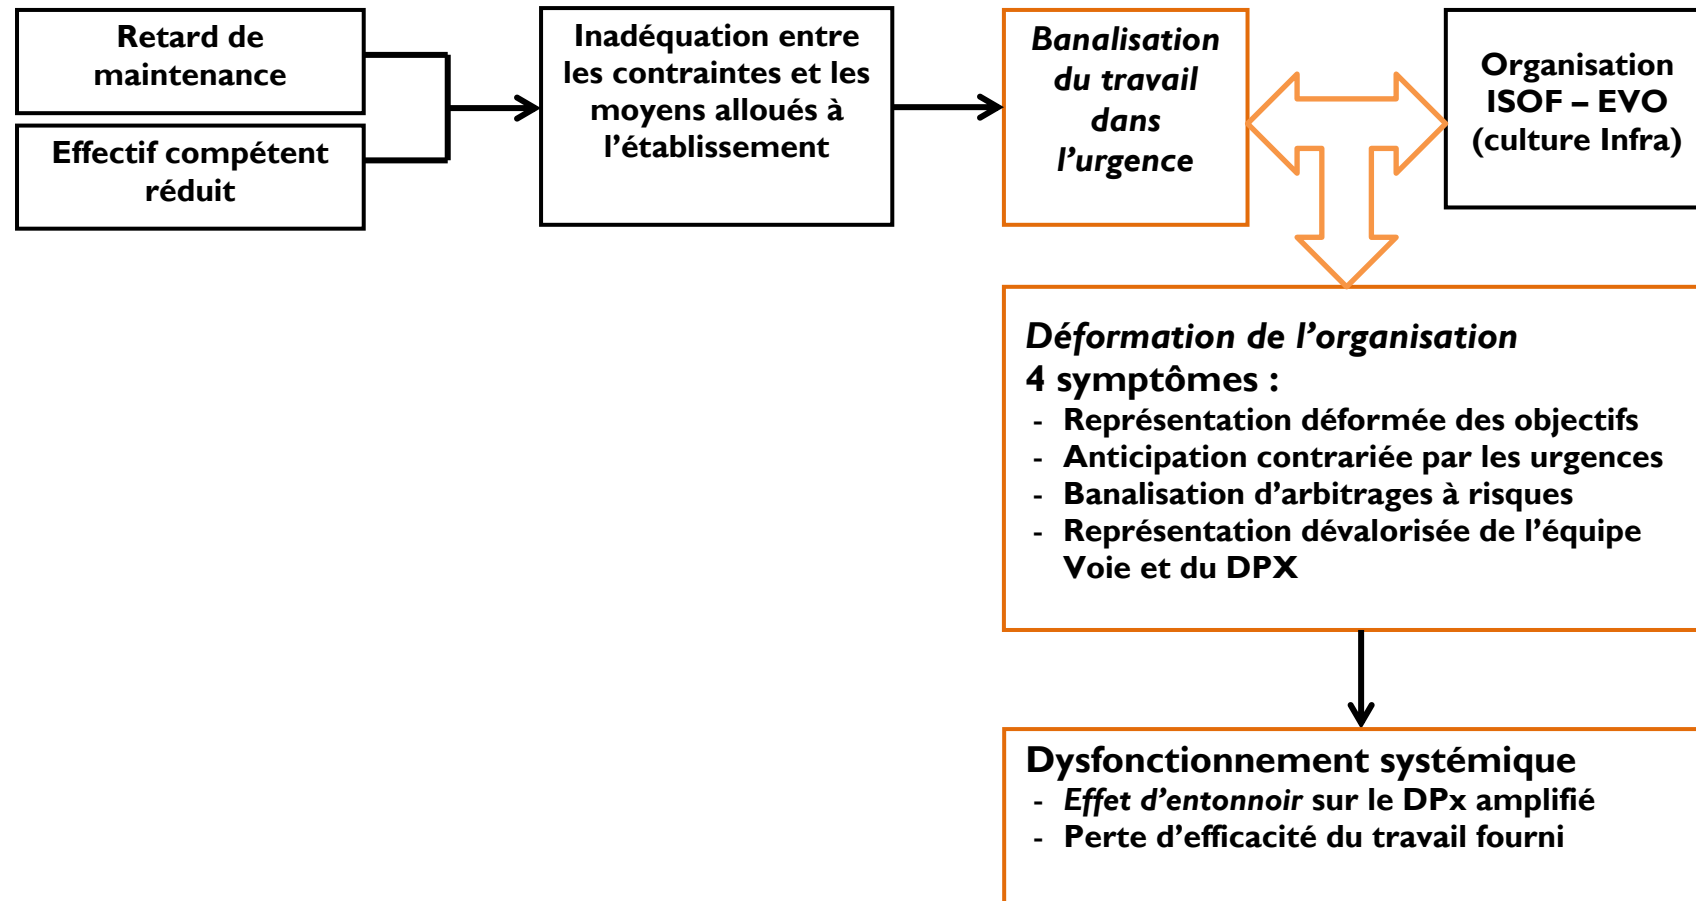 Retard de
maintenance
Effectif compétent
réduit
Inadéquation entre
les contraintes et les
moyens alloués à
l’établissement
Banalisation
du travail
dans
l’urgence
Organisation
ISOF – EVO
(culture Infra)
Déformation de l’organisation
4 symptômes :
- Représentation déformée des objectifs
- Anticipation contrariée par les urgences
- Banalisation d’arbitrages à risques
- Représentation dévalorisée de l’équipe
Voie et du DPX
Dysfonctionnement systémique
- Effet d’entonnoir sur le DPx amplifié
- Perte d’efficacité du travail fourni